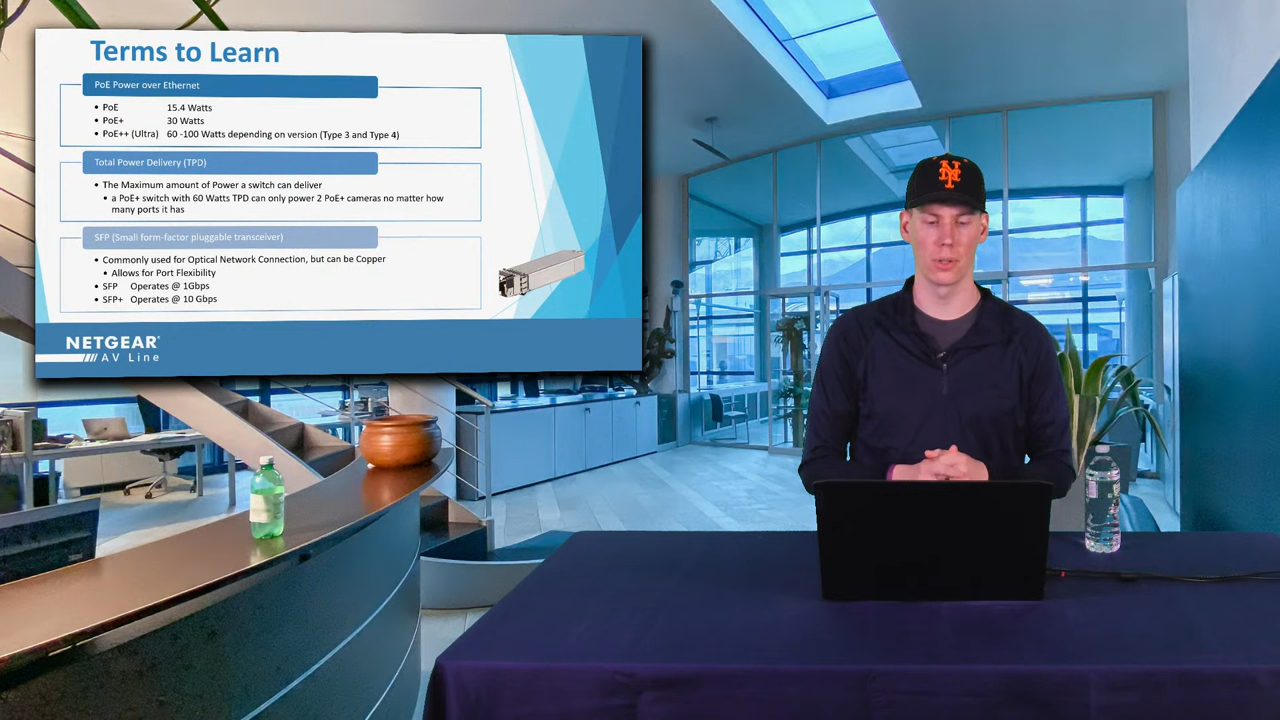 Terms to Learn
PoE Power over Ethernet
• PoE 15.4 Watts
• PoE+ 30 Watts
• PoE++ (Ultra) 60 -100 Watts depending on version (Type 3 and Type 4)
Total Power Delivery (TPD)
• The Maximum amount of Power a switch can deliver
• a PoE+ switch with 60 Watts TPD can only power 2 PoE+ cameras no matter how
many ports it has
SFP (Small form-factor pluggable transceiver)
• Commonly used for Optical Network Connection, but can be Copper
• Allows for Port Flexibility
• SFP Operates @ 1Gbps
• SFP+ Operates @ 10 Gbps
NETGEAR®
AV Line
NY